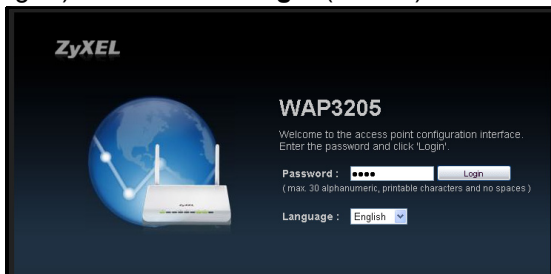 ZyXEL
WAP3205
Welcome to the access point configuration interface.
Enter the password and click 'Login'.
Password : •••• Login
( max. 30 alphanumeric, printable characters and no spaces )
Language : English